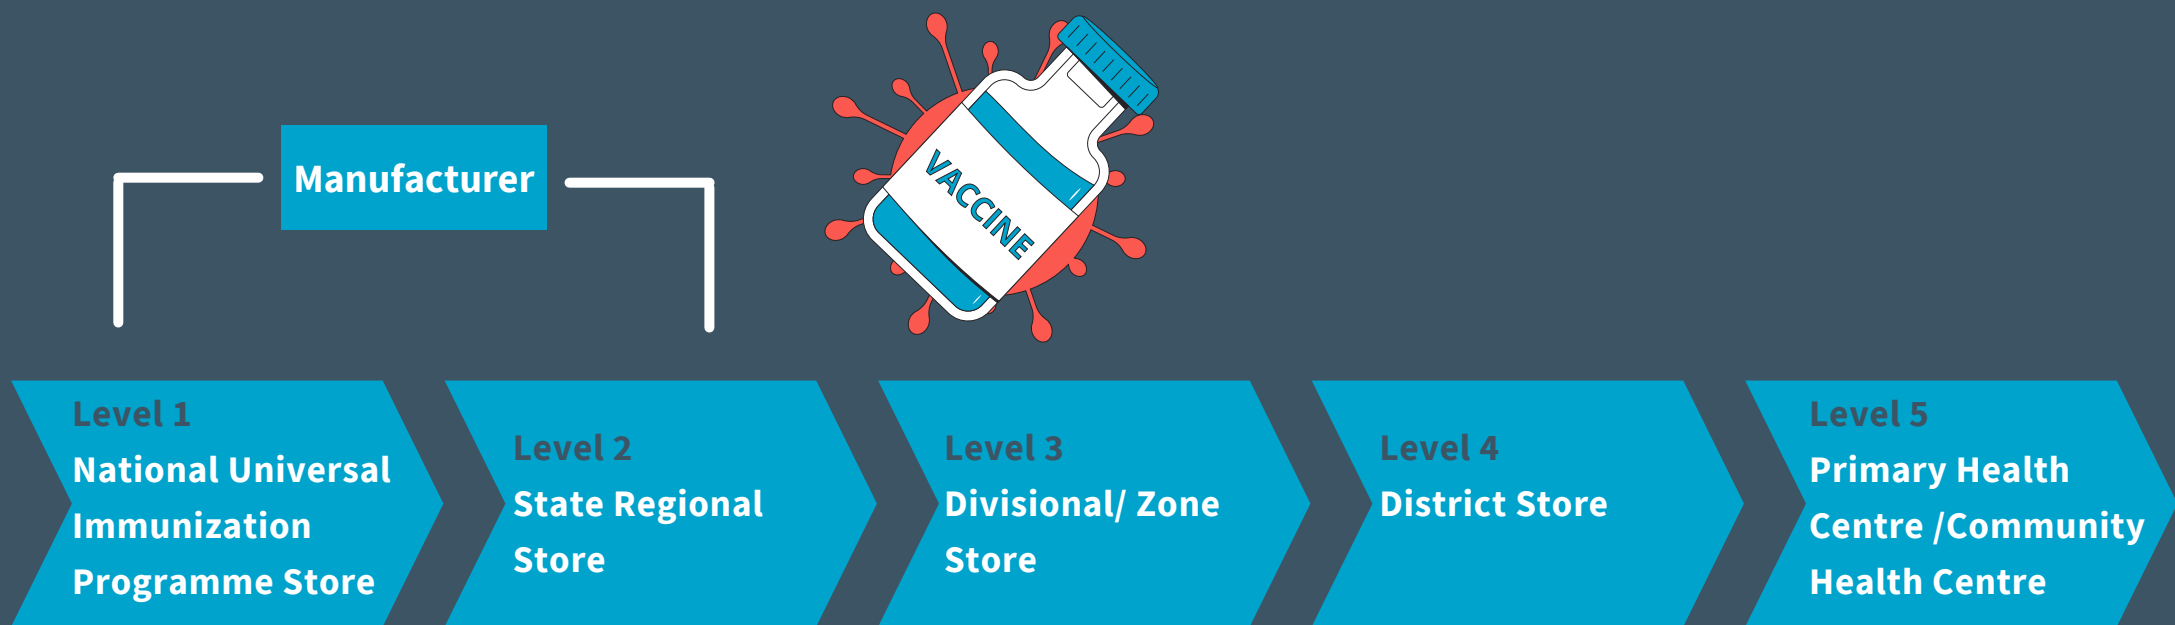 Manufacturer
VACCINE
Level 1
National Universal
Immunization
Programme Store
Level 2
State Regional
Store
Level 3
Divisional/ Zone
Store
Level 4
District Store
Level 5
Primary Health
Centre /Community
Health Centre